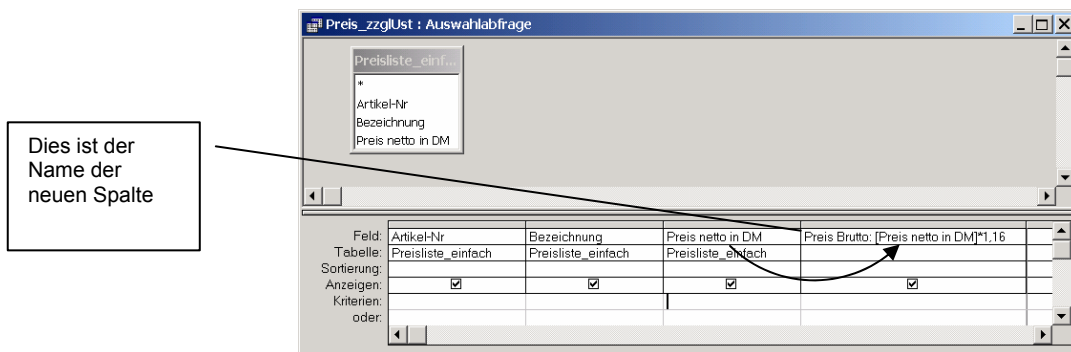 Preis_zzglUst : Auswahlabfrage
Preisliste_einf...
*
Artikel-Nr
Bezeichnung
Preis netto in DM
Dies ist der
Name der
neuen Spalte
Feld: Artikel-Nr Bezeichnung Preis netto in DM Preis Brutto: [Preis netto in DM]*1,16
Tabelle: Preisliste_einfach Preisliste_einfach Preisliste_einfach
Sortierung:
Anzeigen:
Kriterien:
oder: